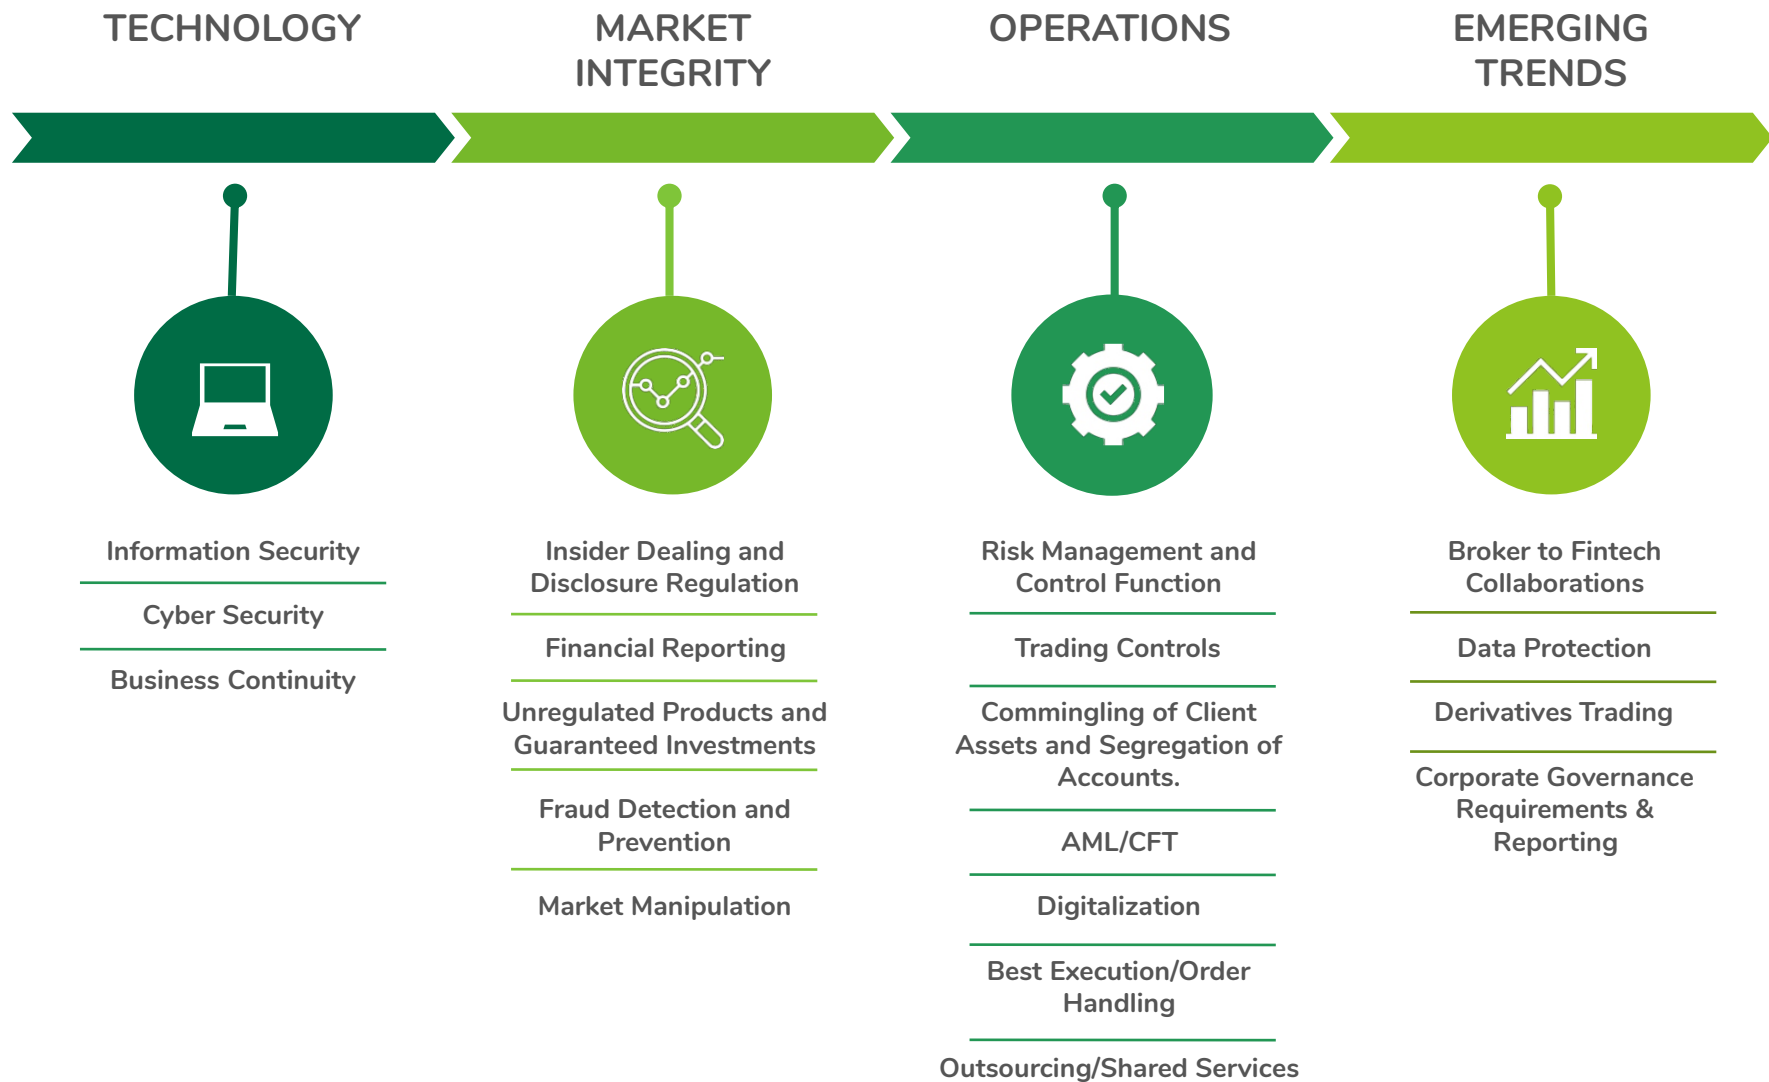 TECHNOLOGY
MARKET
INTEGRITY
OPERATIONS
EMERGING
TRENDS
Information Security
Cyber Security
Business Continuity
Insider Dealing and
Disclosure Regulation
Financial Reporting
Unregulated Products and
Guaranteed Investments
Fraud Detection and
Prevention
Market Manipulation
Risk Management and
Control Function
Trading Controls
Commingling of Client
Assets and Segregation of
Accounts.
AML/CFT
Digitalization
Best Execution/Order
Handling
Outsourcing/Shared Services
Broker to Fintech
Collaborations
Data Protection
Derivatives Trading
Corporate Governance
Requirements &
Reporting